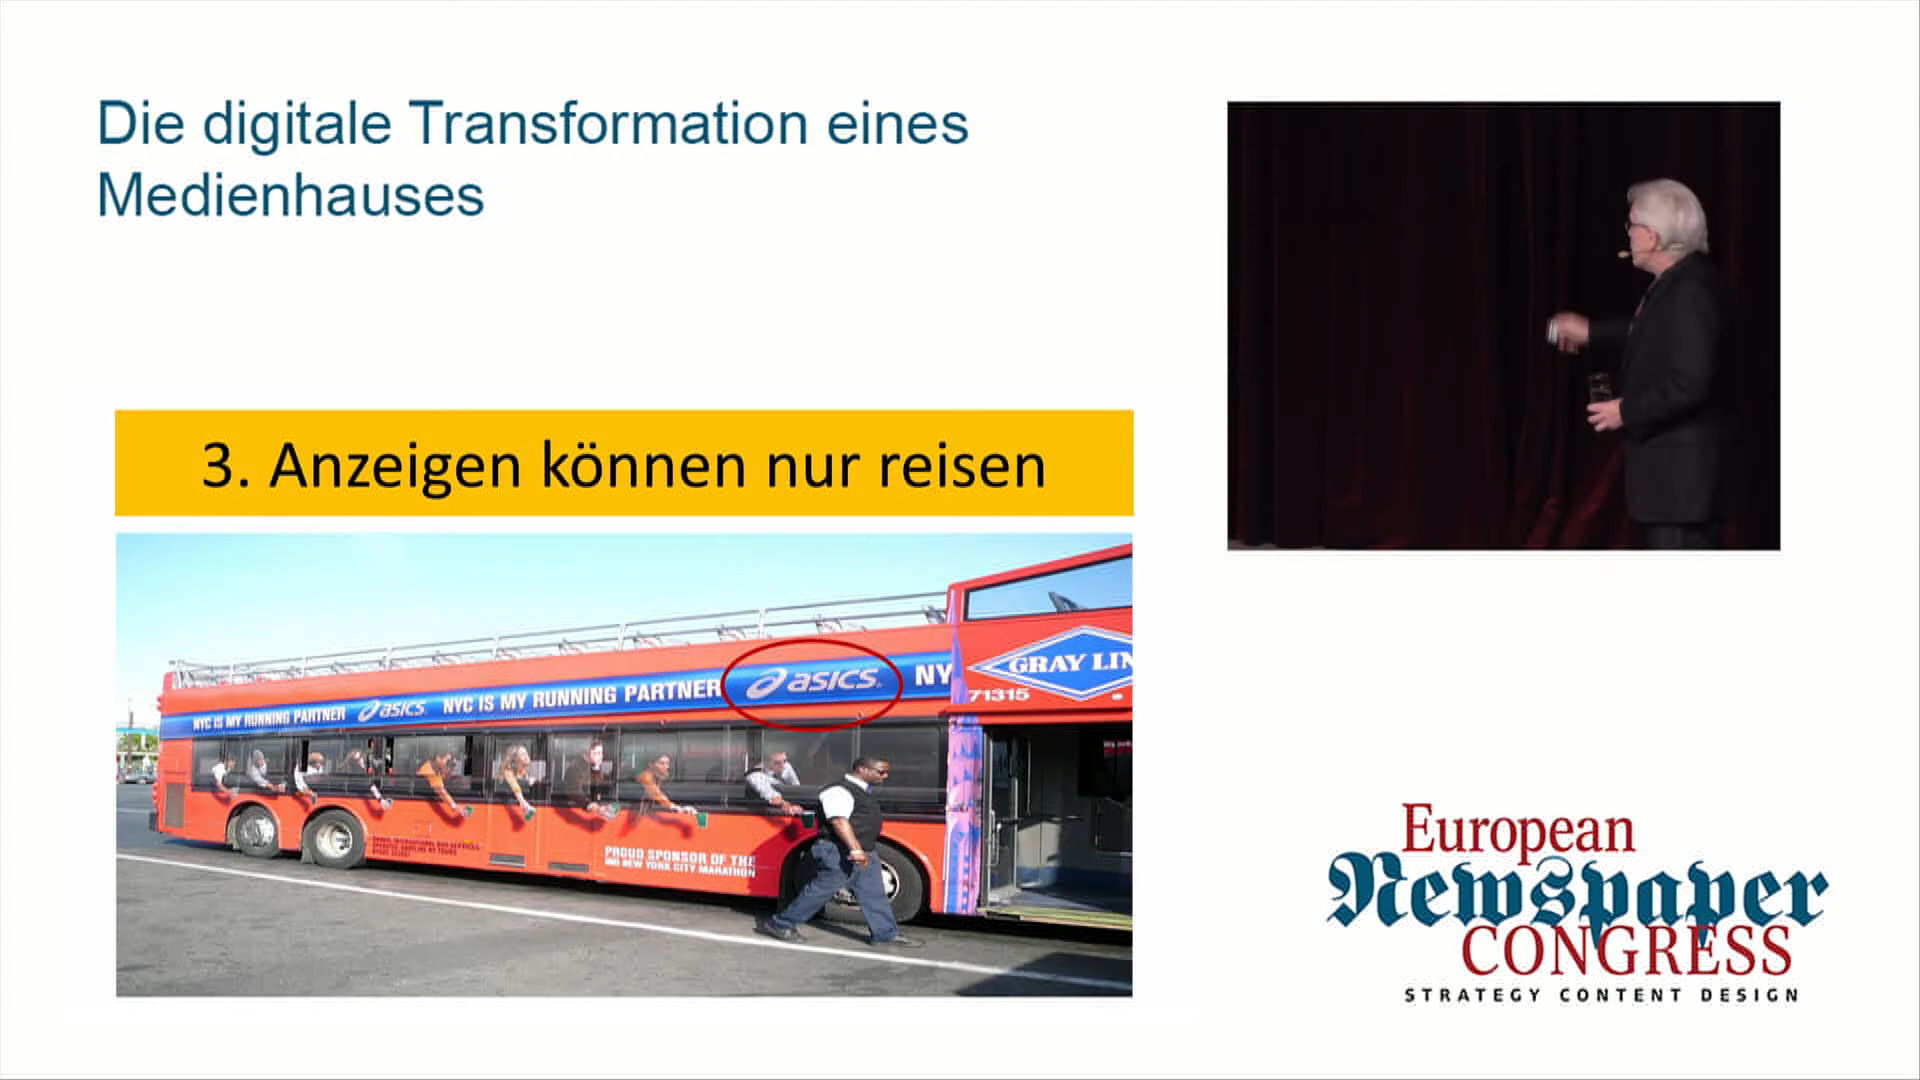 Die digitale Transformation eines
Medienhauses
3. Anzeigen können nur reisen
NYC IS MY RUNNING PARTNER asics. NYC IS MY RUNNING PARTNER asics. NY
GRAY LIN
71315
PROUD SPONSOR OF THE
ING NEW YORK CITY MARATHON
European
Newspaper
CONGRESS
STRATEGY CONTENT DESIGN